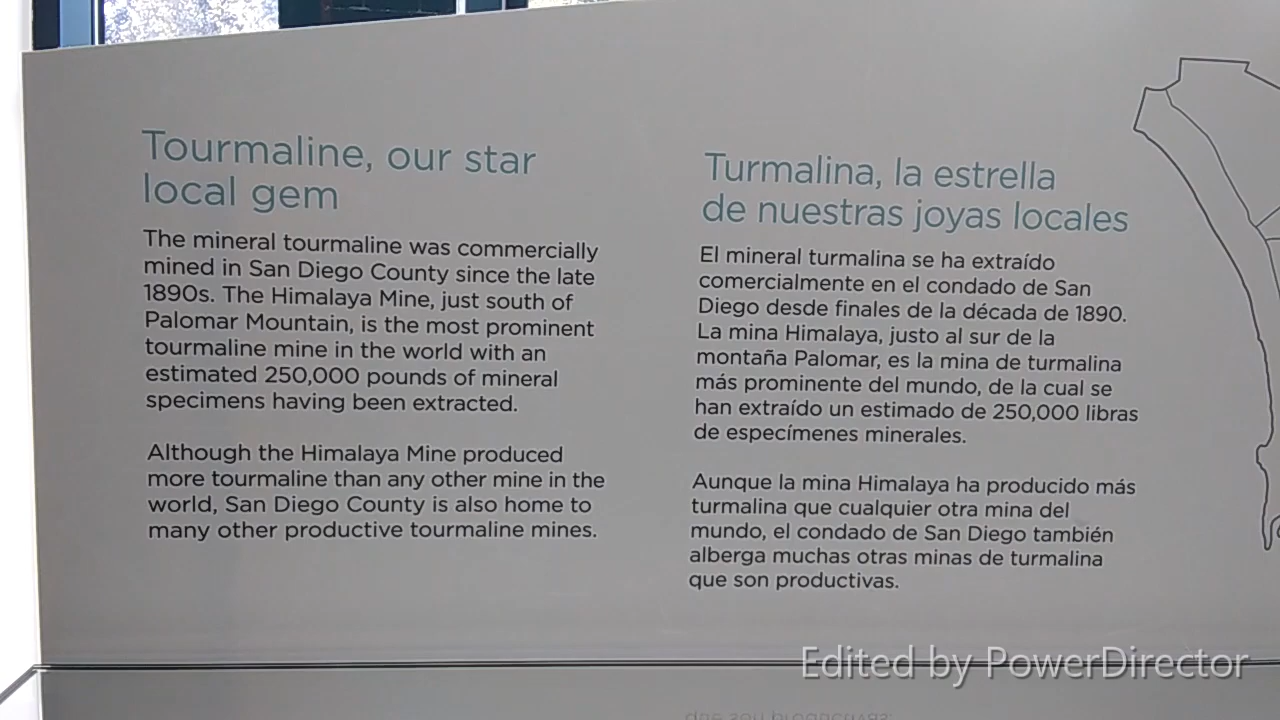 Tourmaline, our star
local gem
The mineral tourmaline was commercially
mined in San Diego County since the late
1890s. The Himalaya Mine, just south of
Palomar Mountain, is the most prominent
tourmaline mine in the world with an
estimated 250,000 pounds of mineral
specimens having been extracted.
Although the Himalaya Mine produced
more tourmaline than any other mine in the
world, San Diego County is also home to
many other productive tourmaline mines.
Turmalina, la estrella
de nuestras joyas locales
El mineral turmalina se ha extraído
comercialmente en el condado de San
Diego desde finales de la década de 1890.
La mina Himalaya, justo al sur de la
montaña Palomar, es la mina de turmalina
más prominente del mundo, de la cual se
han extraído un estimado de 250,000 libras
de especímenes minerales.
Aunque la mina Himalaya ha producido más
turmalina que cualquier otra mina del
mundo, el condado de San Diego también
alberga muchas otras minas de turmalina
que son productivas.
Edited by PowerDirector